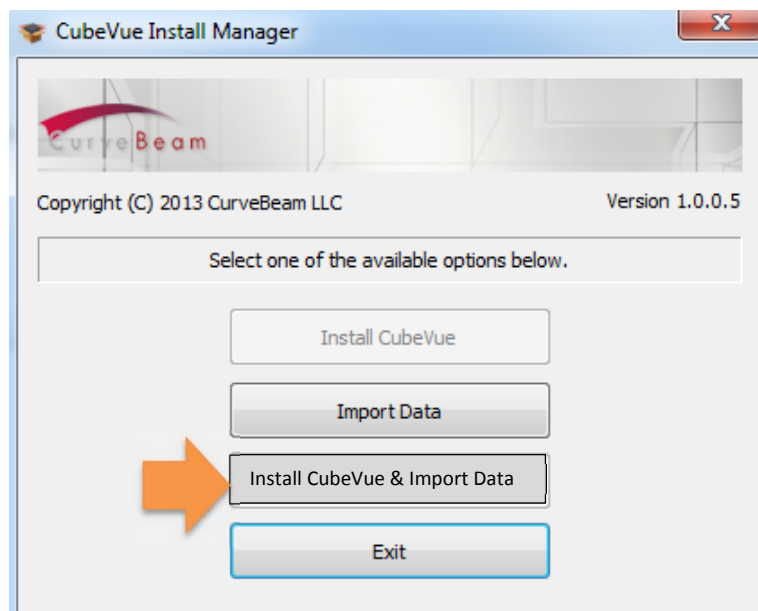 CubeVue Install Manager
CurveBeam
Copyright (C) 2013 CurveBeam LLC
Version 1.0.0.5
Select one of the available options below.
Install CubeVue
Import Data
Install CubeVue & Import Data
Exit